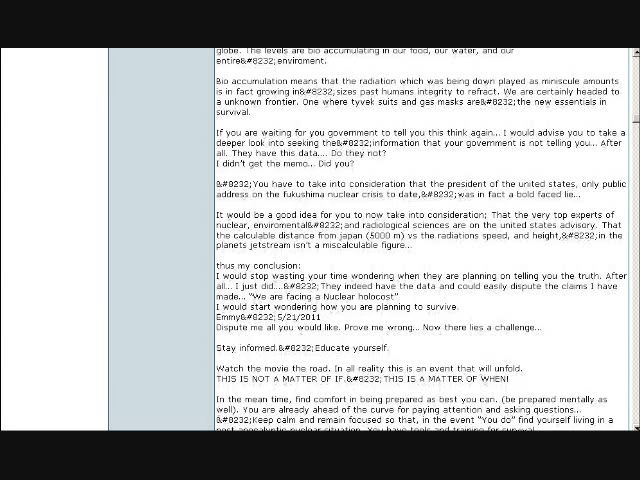 globe. The levels are bio accumulating in our food, our water, and our
entire&#8232;enviroment.
Bio accumulation means that the radiation which was being down played as miniscule amounts
is in fact growing in&#8232;sizes past humans integrity to refract. We are certainly headed to
a unknown frontier. One where tyvek suits and gas masks are&#8232;the new essentials in
survival.
If you are waiting for you government to tell you this think again... I would advise you to take a
deeper look into seeking the&#8232;information that your government is not telling you... After
all. They have this data.... Do they not?
I didn't get the memo... Did you?
&#8232;You have to take into consideration that the president of the united states, only public
address on the fukushima nuclear crisis to date,&#8232;was in fact a bold faced lie...
It would be a good idea for you to now take into consideration; That the very top experts of
nuclear, enviromental&#8232;and radiological sciences are on the united states advisory. That
the calculable distance from japan (5000 m) vs the radiations speed, and height,&#8232;in the
planets jetstream isn't a miscalculable figure...
thus my conclusion:
I would stop wasting your time wondering when they are planning on telling you the truth. After
all... I just did...&#8232;They indeed have the data and could easily dispute the claims I have
made... "We are facing a Nuclear holocost"
I would start wondering how you are planning to survive.
Emmy&#8232;5/21/2011
Dispute me all you would like. Prove me wrong... Now there lies a challenge...
Stay informed.&#8232;Educate yourself.
Watch the movie the road. In all reality this is an event that will unfold.
THIS IS NOT A MATTER OF IF.&#8232;THIS IS A MATTER OF WHEN!
In the mean time, find comfort in being prepared as best you can. (be prepared mentally as
well). You are already ahead of the curve for paying attention and asking questions...
&#8232;Keep calm and remain focused so that, in the event "You do" find yourself living in a
post apocalyptic nuclear situation. You have tools and training for survival.